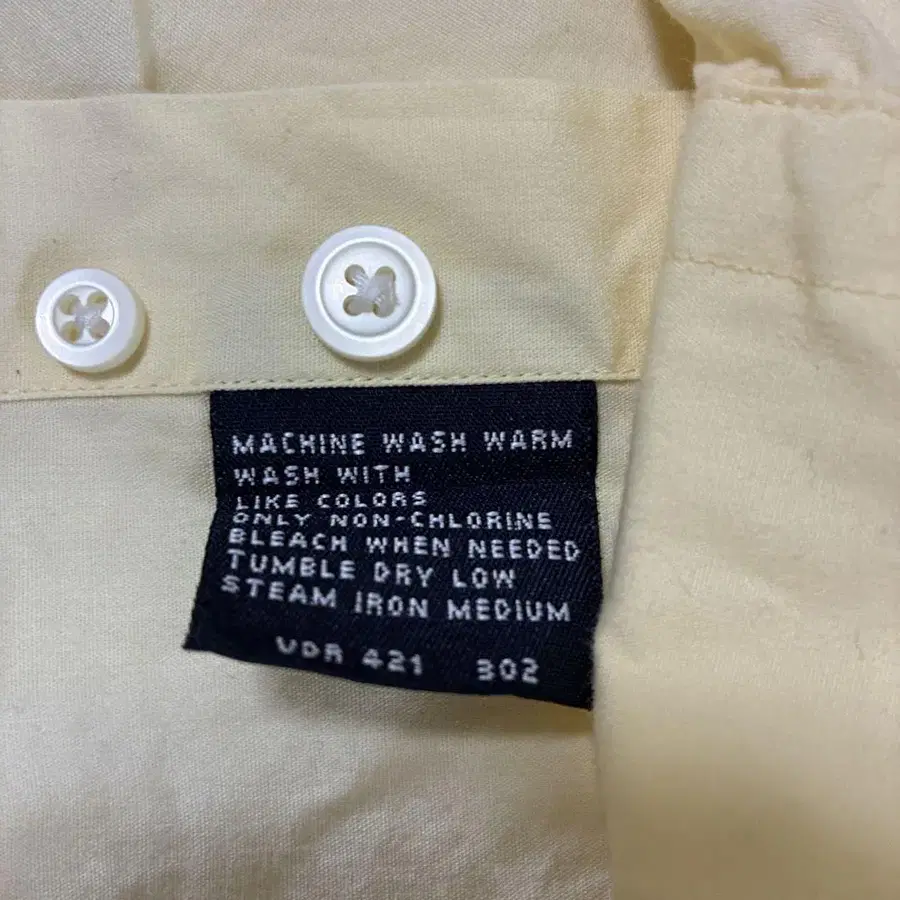 MACHINE WASH WARM
WASH WITH
LIKE COLORS
ONLY NON-CHLORINE
BLEACH WHEN NEEDED
TUMBLE DRY LOW
STEAM IRON MEDIUM
VDR 421 302